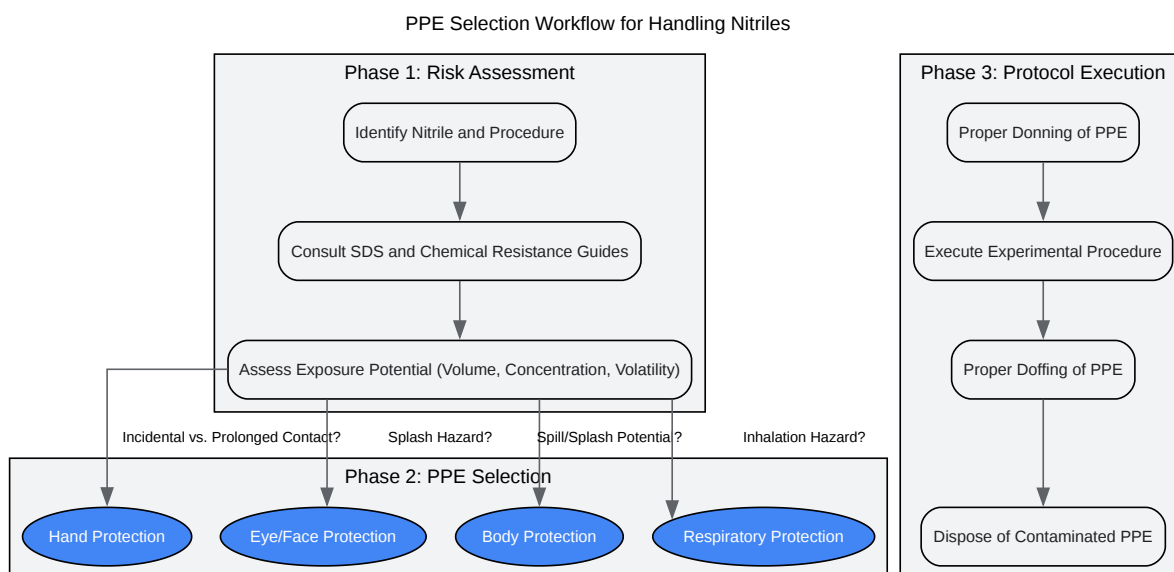 PPE Selection Workflow for Handling Nitriles
Phase 1: Risk Assessment
Identify Nitrile and Procedure
Consult SDS and Chemical Resistance Guides
Assess Exposure Potential (Volume, Concentration, Volatility)
Incidental vs. Prolonged Contact?
Splash Hazard?
Spill/Splash Potential?
Inhalation Hazard?
Phase 2: PPE Selection
Hand Protection
Eye/Face Protection
Body Protection
Respiratory Protection
Phase 3: Protocol Execution
Proper Donning of PPE
Execute Experimental Procedure
Proper Doffing of PPE
Dispose of Contaminated PPE